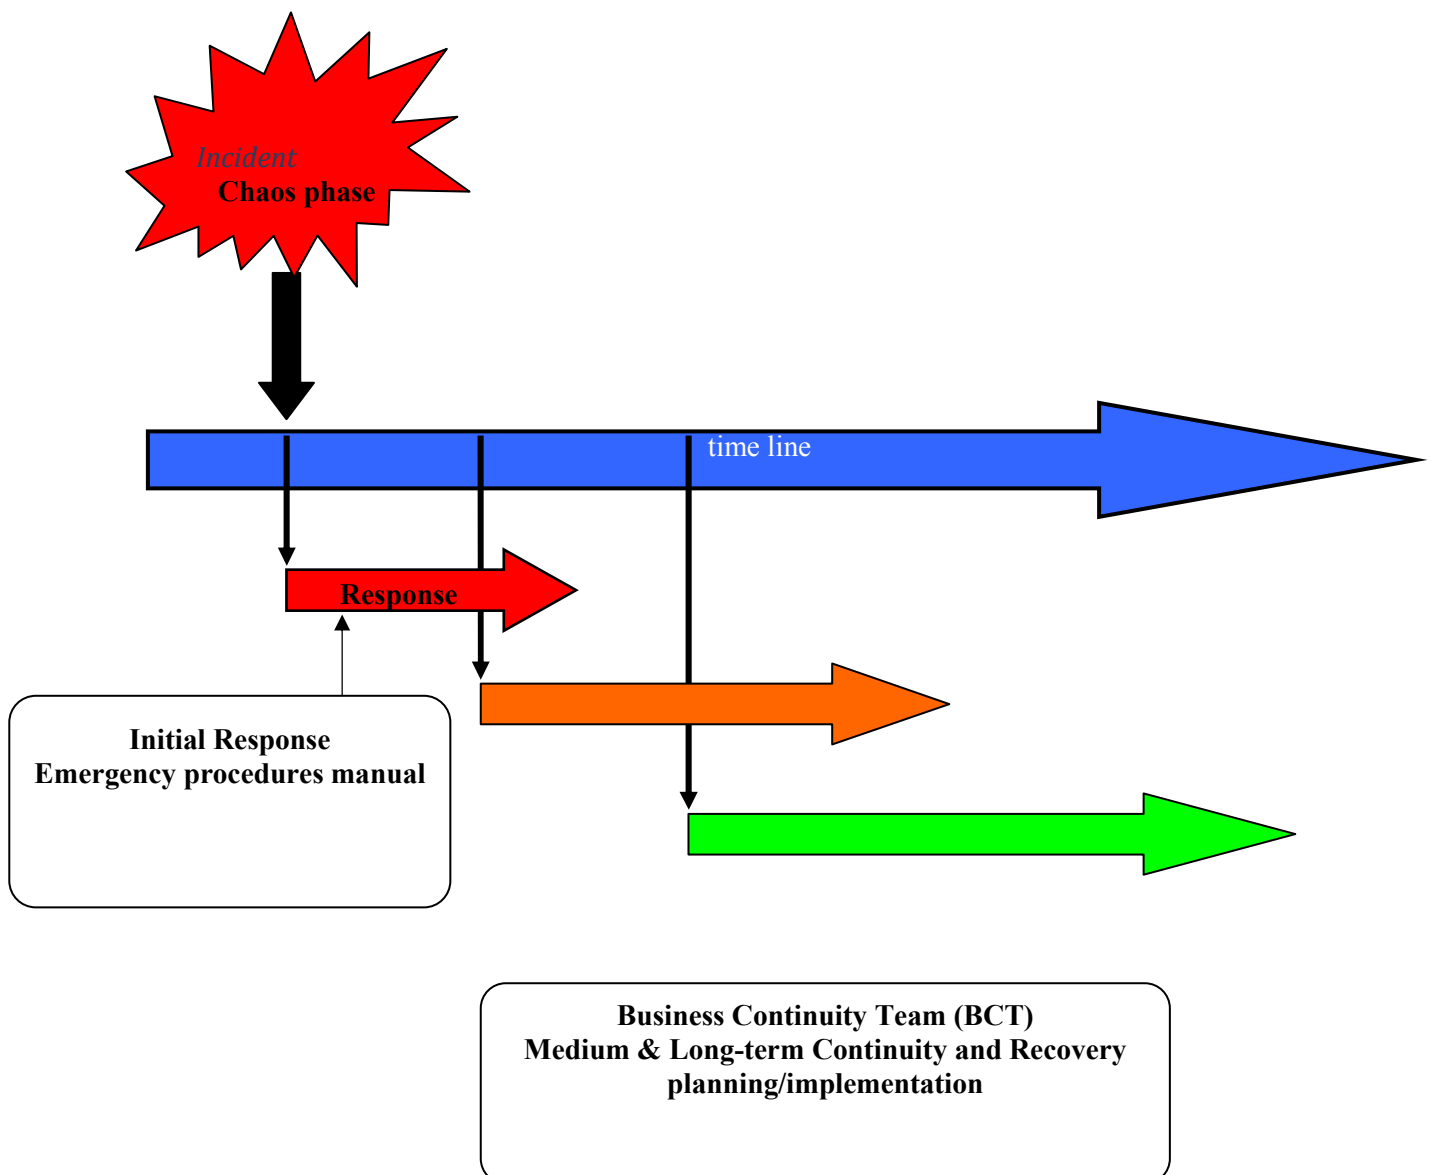 Incident
Chaos phase
time line
Response
Initial Response
Emergency procedures manual
Business Continuity Team (BCT)
Medium & Long-term Continuity and Recovery
planning/implementation